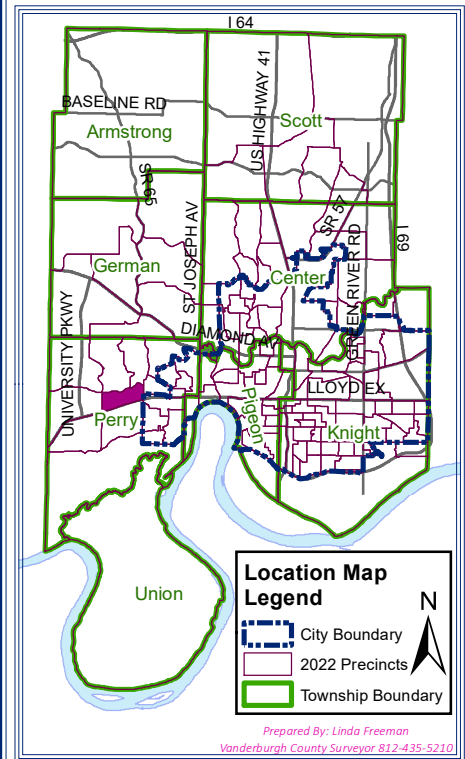 I 64
US HIGHWAY 41
BASELINE RD
Scott
Armstrong
SR 65
SR 57
ST JOSEPH AV
GREEN RIVER RD
I 69
German
Center
UNIVERSITY PKWY
DIAMOND AV
LLOYD EX
Perry
Pigeon
Knight
Union
Location Map
Legend
N
City Boundary
2022 Precincts
Township Boundary
Prepared By: Linda Freeman
Vanderburgh County Surveyor 812-435-5210